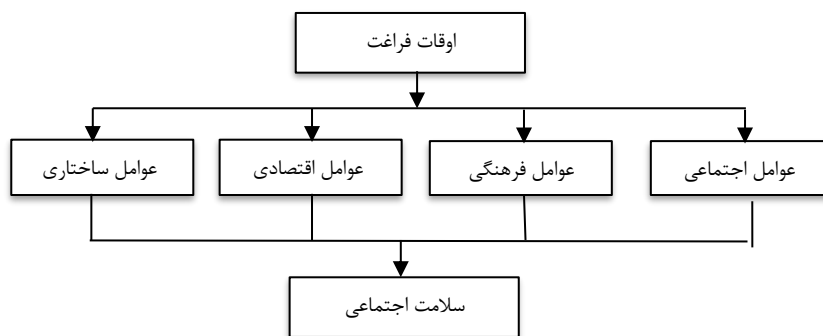 اوقات فراغت
عوامل اجتماعی
عوامل فرهنگی
عوامل اقتصادی
عوامل ساختاری
سلامت اجتماعی